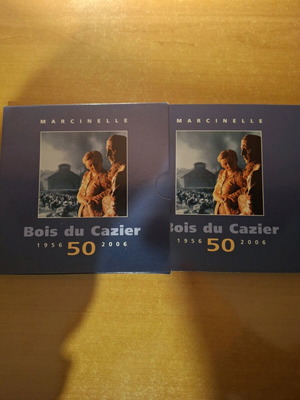 MARCINELLE
Bois du Cazier
1956 50 2006
MARCINELLE
Bois du Cazier
1956 50 2006